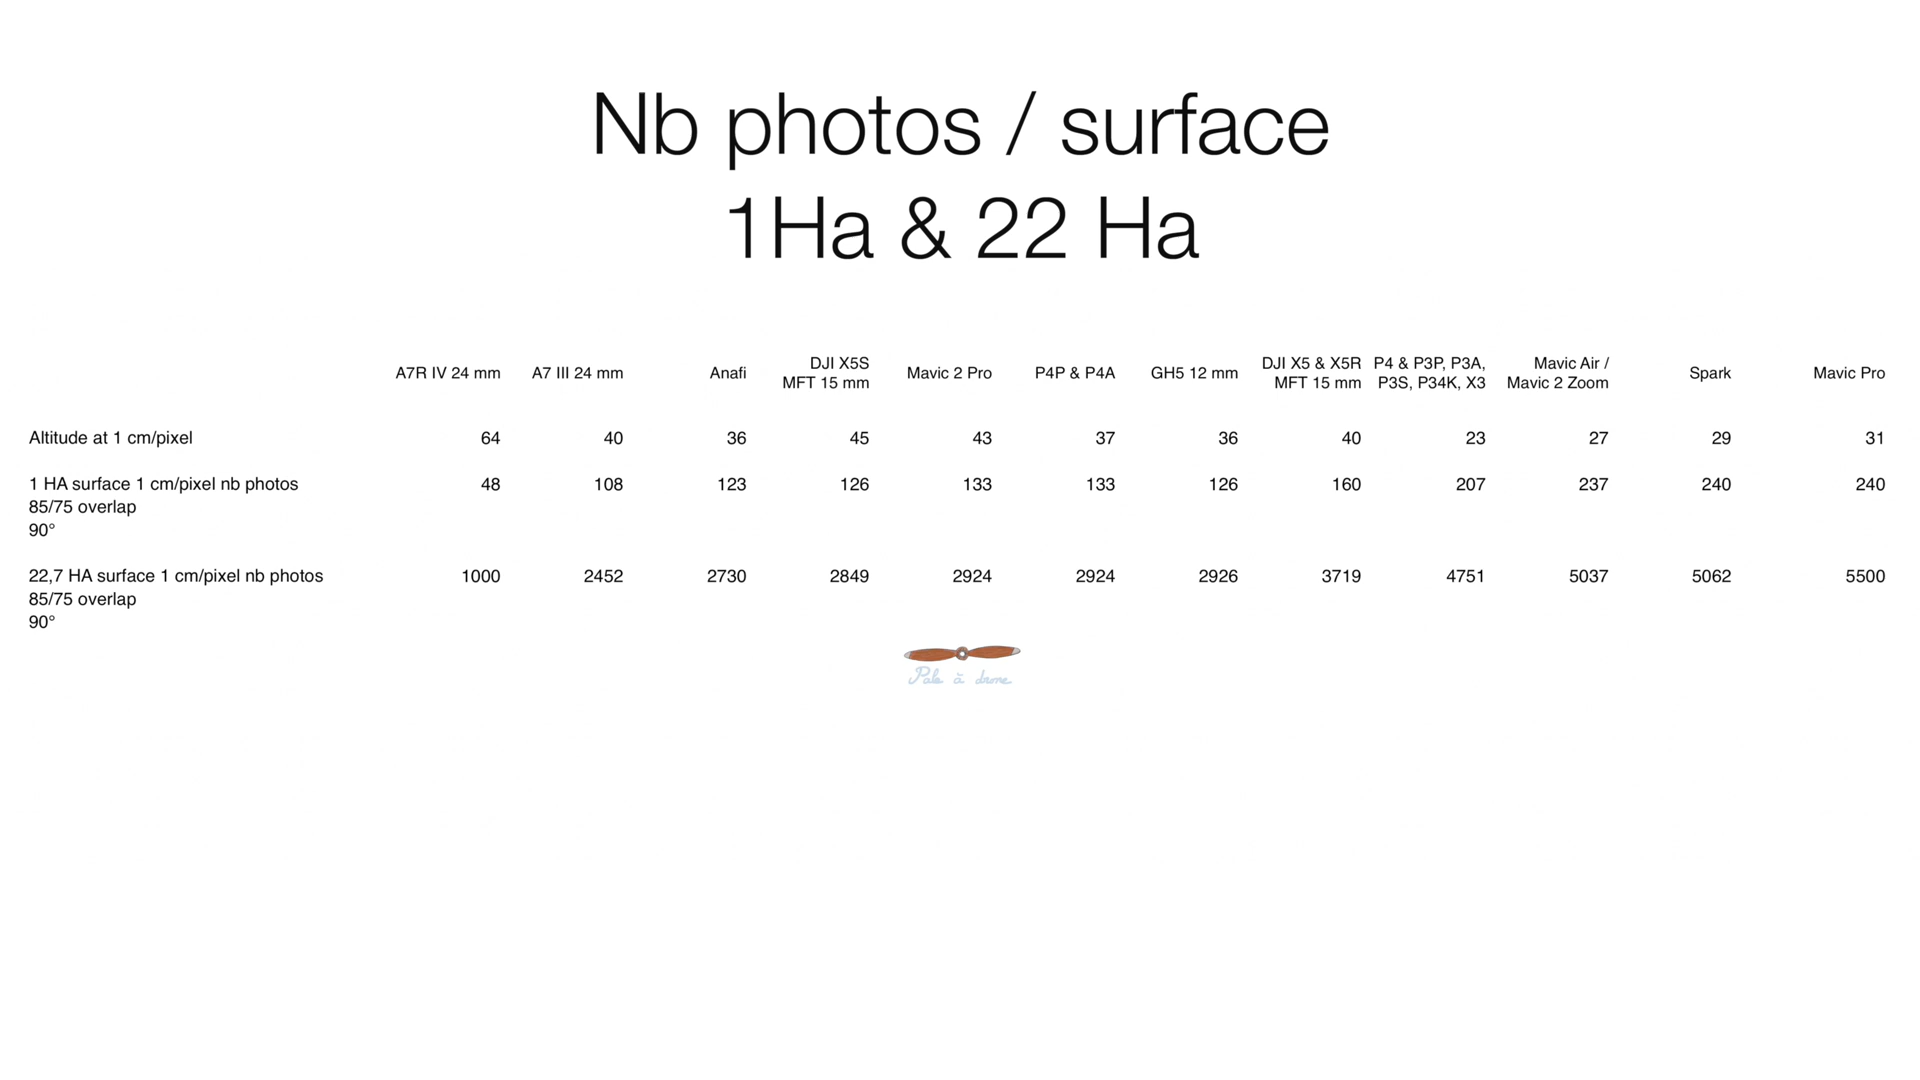 Nb photos / surface
1Ha & 22 Ha
A7R IV 24 mm A7 III 24 mm Anafi DJI X5S MFT 15 mm Mavic 2 Pro P4P & P4A GH5 12 mm DJI X5 & X5R MFT 15 mm P4 & P3P, P3A, P3S, P34K, X3 Mavic Air / Mavic 2 Zoom Spark Mavic Pro
Altitude at 1 cm/pixel 64 40 36 45 43 37 36 40 23 27 29 31
1 HA surface 1 cm/pixel nb photos 48 108 123 126 133 133 126 160 207 237 240 240
85/75 overlap
90°
22,7 HA surface 1 cm/pixel nb photos 1000 2452 2730 2849 2924 2924 2926 3719 4751 5037 5062 5500
85/75 overlap
90°
Pale à drone